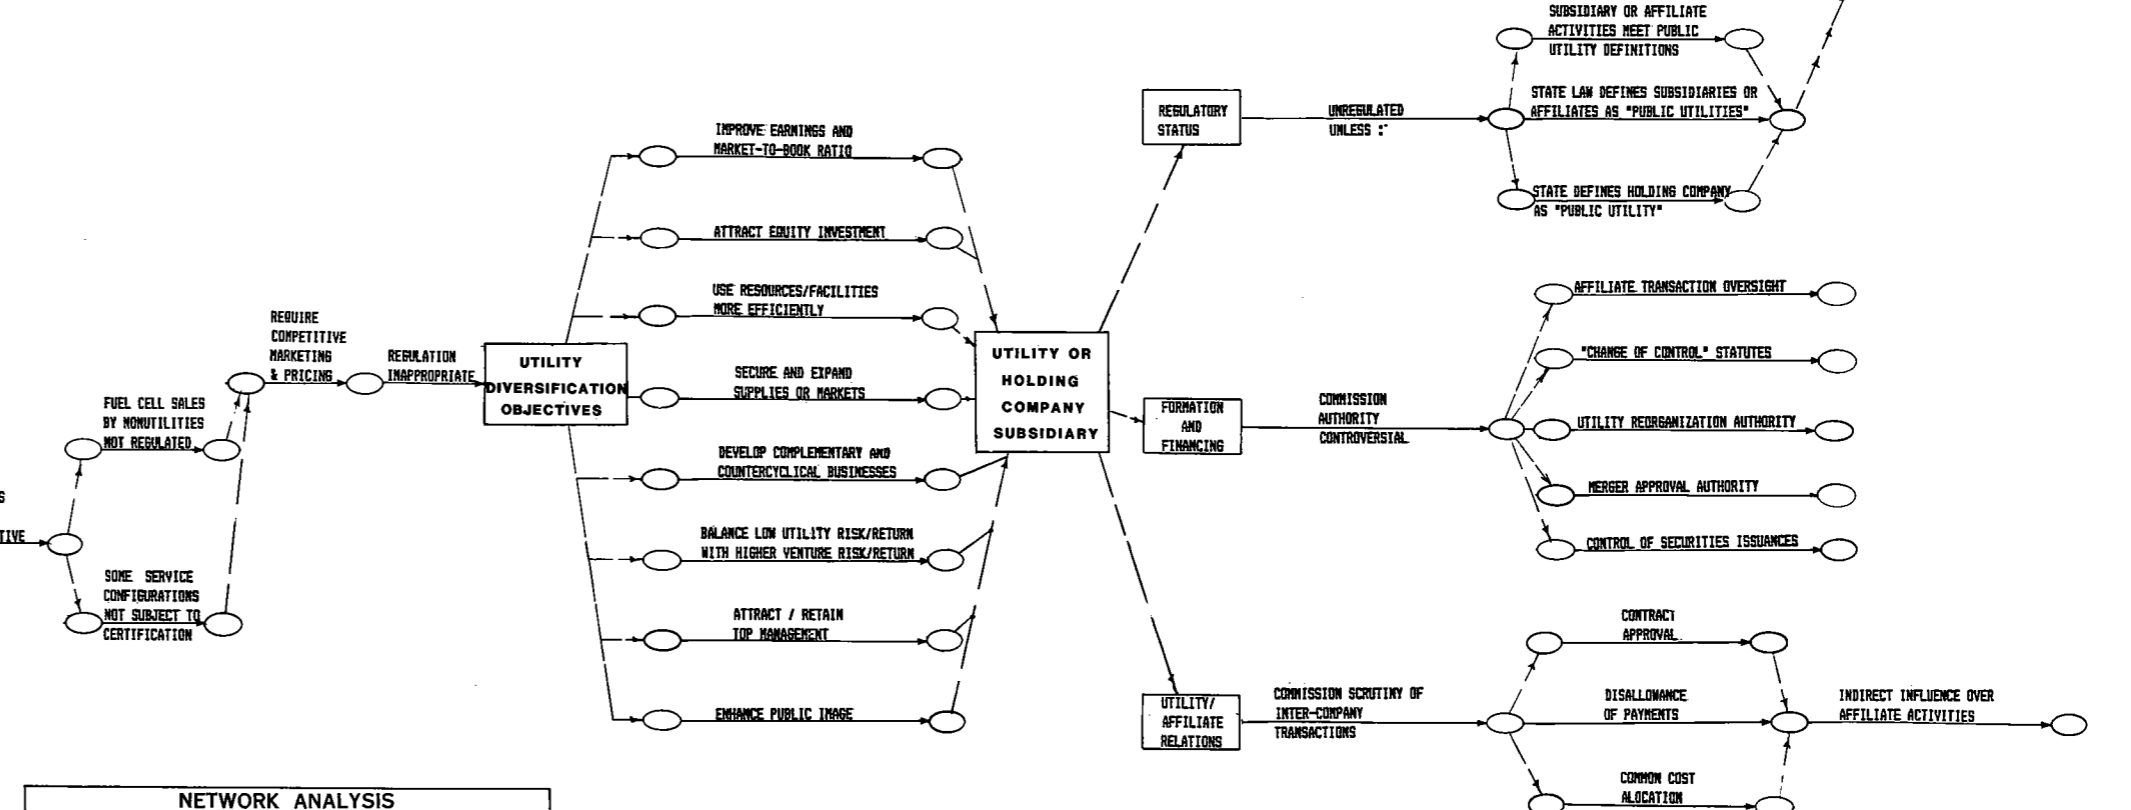 S
TIVE
FUEL CELL SALES
BY NONUTILITIES
NOT REGULATED
SOME SERVICE
CONFIGURATIONS
NOT SUBJECT TO
CERTIFICATION
REQUIRE
COMPETITIVE
MARKETING
& PRICING
REGULATION
INAPPROPRIATE
UTILITY
DIVERSIFICATION
OBJECTIVES
IMPROVE EARNINGS AND
MARKET-TO-BOOK RATIO
ATTRACT EQUITY INVESTMENT
USE RESOURCES/FACILITIES
MORE EFFICIENTLY
SECURE AND EXPAND
SUPPLIES OR MARKETS
DEVELOP COMPLEMENTARY AND
COUNTERCYCLICAL BUSINESSES
BALANCE LOW UTILITY RISK/RETURN
WITH HIGHER VENTURE RISK/RETURN
ATTRACT / RETAIN
TOP MANAGEMENT
ENHANCE PUBLIC IMAGE
UTILITY OR
HOLDING
COMPANY
SUBSIDIARY
REGULATORY
STATUS
UNREGULATED
UNLESS :
SUBSIDIARY OR AFFILIATE
ACTIVITIES MEET PUBLIC
UTILITY DEFINITIONS
STATE LAW DEFINES SUBSIDIARIES OR
AFFILIATES AS "PUBLIC UTILITIES"
STATE DEFINES HOLDING COMPANY
AS "PUBLIC UTILITY"
FORMATION
AND
FINANCING
COMMISSION
AUTHORITY
CONTROVERSIAL
AFFILIATE TRANSACTION OVERSIGHT
"CHANGE OF CONTROL" STATUTES
UTILITY REORGANIZATION AUTHORITY
MERGER APPROVAL AUTHORITY
CONTROL OF SECURITIES ISSUANCES
UTILITY/
AFFILIATE
RELATIONS
COMMISSION SCRUTINY OF
INTER-COMPANY
TRANSACTIONS
CONTRACT
APPROVAL
DISALLOWANCE
OF PAYMENTS
COMMON COST
ALOCATION
INDIRECT INFLUENCE OVER
AFFILIATE ACTIVITIES
NETWORK ANALYSIS